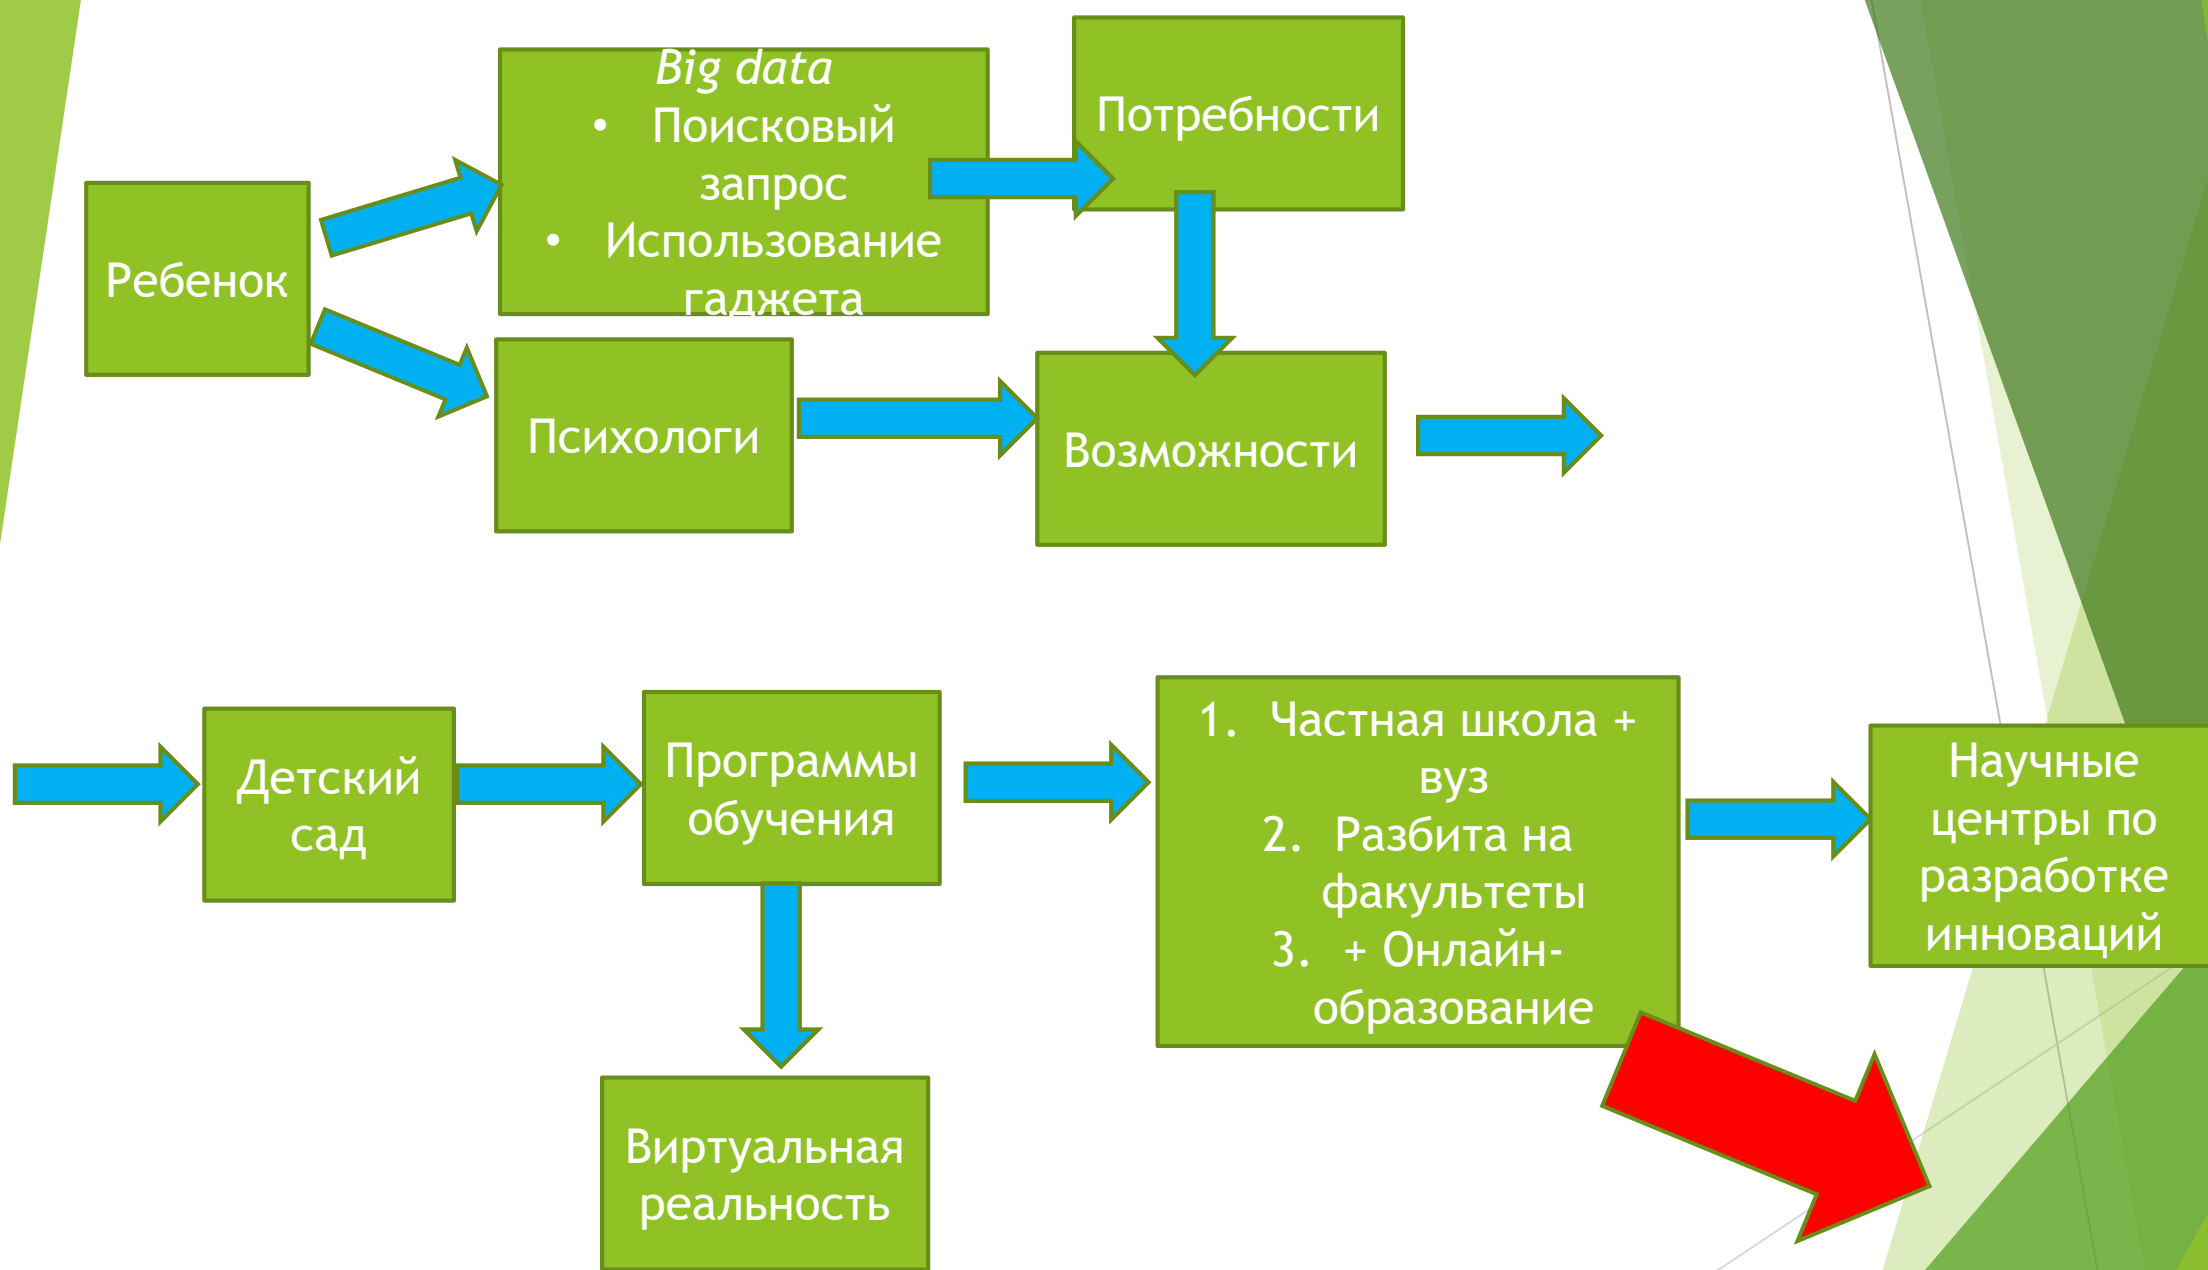 Big data
• Поисковый
запрос
• Использование
гаджета
Потребности
Ребенок
Психологи
Возможности
Детский
сад
Программы
обучения
1. Частная школа +
вуз
2. Разбита на
факультеты
3. + Онлайн-
образование
Научные
центры по
разработке
инноваций
Виртуальная
реальность